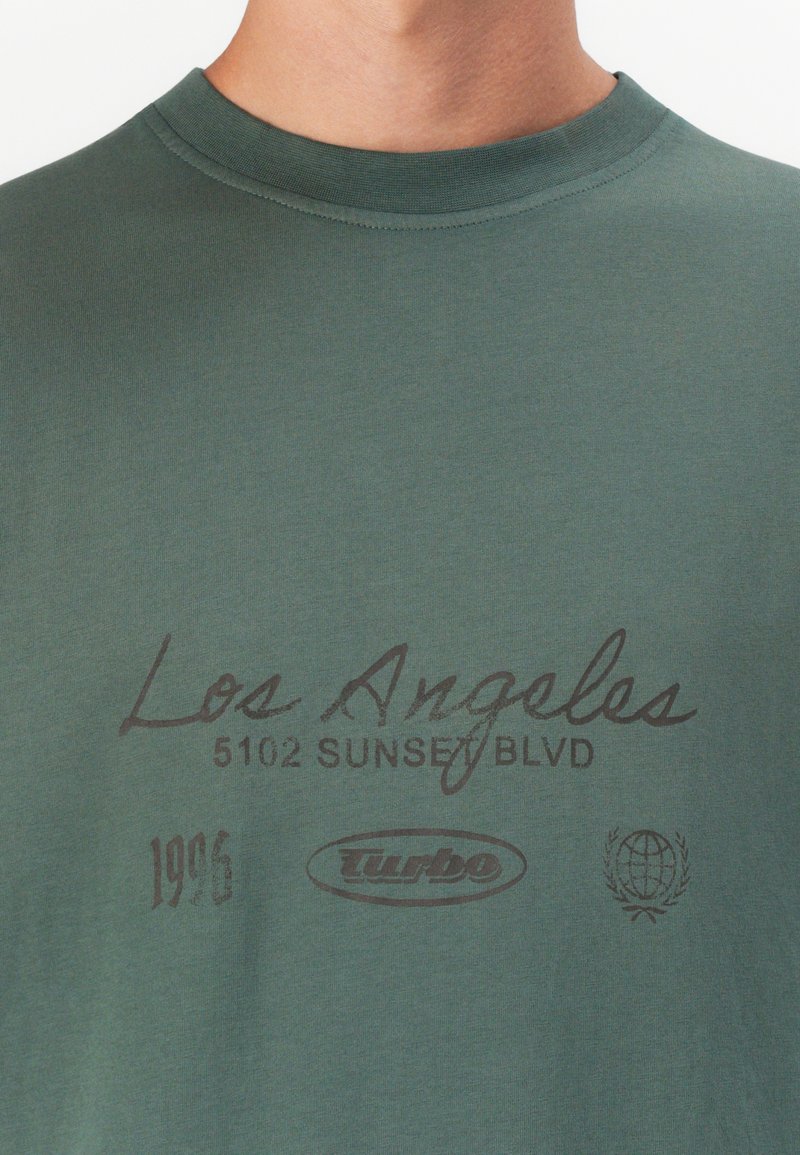 Los Angeles
5102 SUNSET BLVD
1996 Turbo